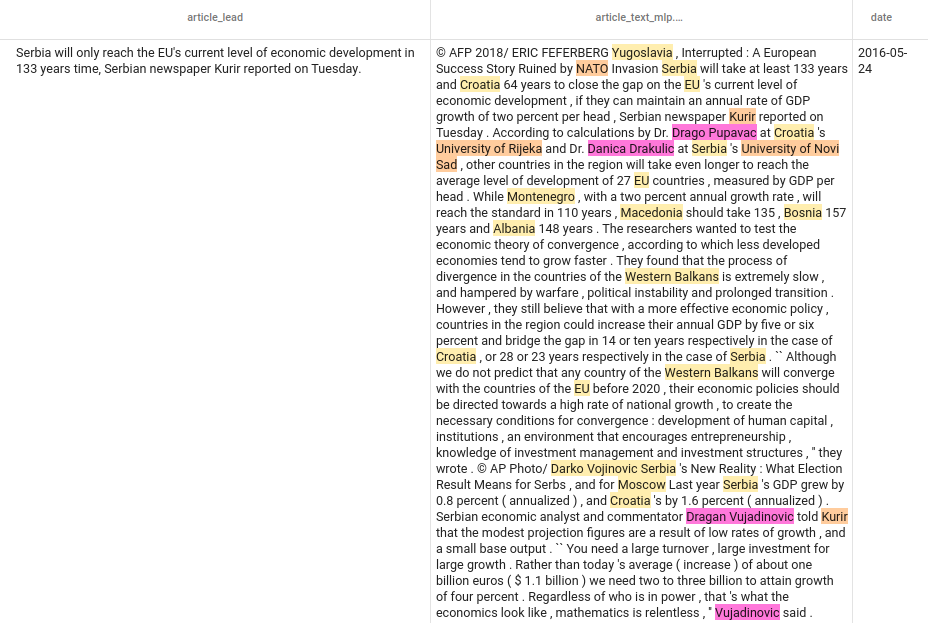 article_lead
article_text_mlp....
date
Serbia will only reach the EU's current level of economic development in
133 years time, Serbian newspaper Kurir reported on Tuesday.
© AFP 2018/ ERIC FEFERBERG Yugoslavia , Interrupted : A European
Success Story Ruined by NATO Invasion Serbia will take at least 133 years
and Croatia 64 years to close the gap on the EU 's current level of
economic development , if they can maintain an annual rate of GDP
growth of two percent per head , Serbian newspaper Kurir reported on
Tuesday . According to calculations by Dr. Drago Pupavac at Croatia 's
University of Rijeka and Dr. Danica Drakulic at Serbia 's University of Novi
Sad , other countries in the region will take even longer to reach the
average level of development of 27 EU countries , measured by GDP per
head . While Montenegro , with a two percent annual growth rate , will
reach the standard in 110 years , Macedonia should take 135 , Bosnia 157
years and Albania 148 years . The researchers wanted to test the
economic theory of convergence , according to which less developed
economies tend to grow faster . They found that the process of
divergence in the countries of the Western Balkans is extremely slow ,
and hampered by warfare , political instability and prolonged transition .
However , they still believe that with a more effective economic policy ,
countries in the region could increase their annual GDP by five or six
percent and bridge the gap in 14 or ten years respectively in the case of
Croatia , or 28 or 23 years respectively in the case of Serbia . `` Although
we do not predict that any country of the Western Balkans will converge
with the countries of the EU before 2020 , their economic policies should
be directed towards a high rate of national growth , to create the
necessary conditions for convergence : development of human capital ,
institutions , an environment that encourages entrepreneurship ,
knowledge of investment management and investment structures , '' they
wrote . © AP Photo/ Darko Vojinovic Serbia 's New Reality : What Election
Result Means for Serbs , and for Moscow Last year Serbia 's GDP grew by
0.8 percent ( annualized ) , and Croatia 's by 1.6 percent ( annualized ) .
Serbian economic analyst and commentator Dragan Vujadinovic told Kurir
that the modest projection figures are a result of low rates of growth , and
a small base output . `` You need a large turnover , large investment for
large growth . Rather than today 's average ( increase ) of about one
billion euros ( $ 1.1 billion ) we need two to three billion to attain growth
of four percent . Regardless of who is in power , that 's what the
economics look like , mathematics is relentless , '' Vujadinovic said .
2016-05-
24